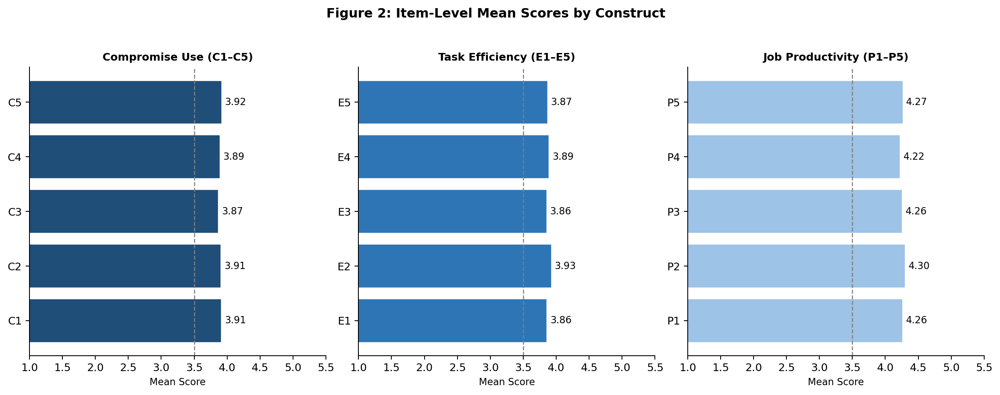 Figure 2: Item-Level Mean Scores by Construct
Compromise Use (C1–C5)
C5
3.92
C4
3.89
C3
3.87
C2
3.91
C1
3.91
1.0 1.5 2.0 2.5 3.0 3.5 4.0 4.5 5.0 5.5
Mean Score
Task Efficiency (E1–E5)
E5
3.87
E4
3.89
E3
3.86
E2
3.93
E1
3.86
1.0 1.5 2.0 2.5 3.0 3.5 4.0 4.5 5.0 5.5
Mean Score
Job Productivity (P1–P5)
P5
4.27
P4
4.22
P3
4.26
P2
4.30
P1
4.26
1.0 1.5 2.0 2.5 3.0 3.5 4.0 4.5 5.0 5.5
Mean Score